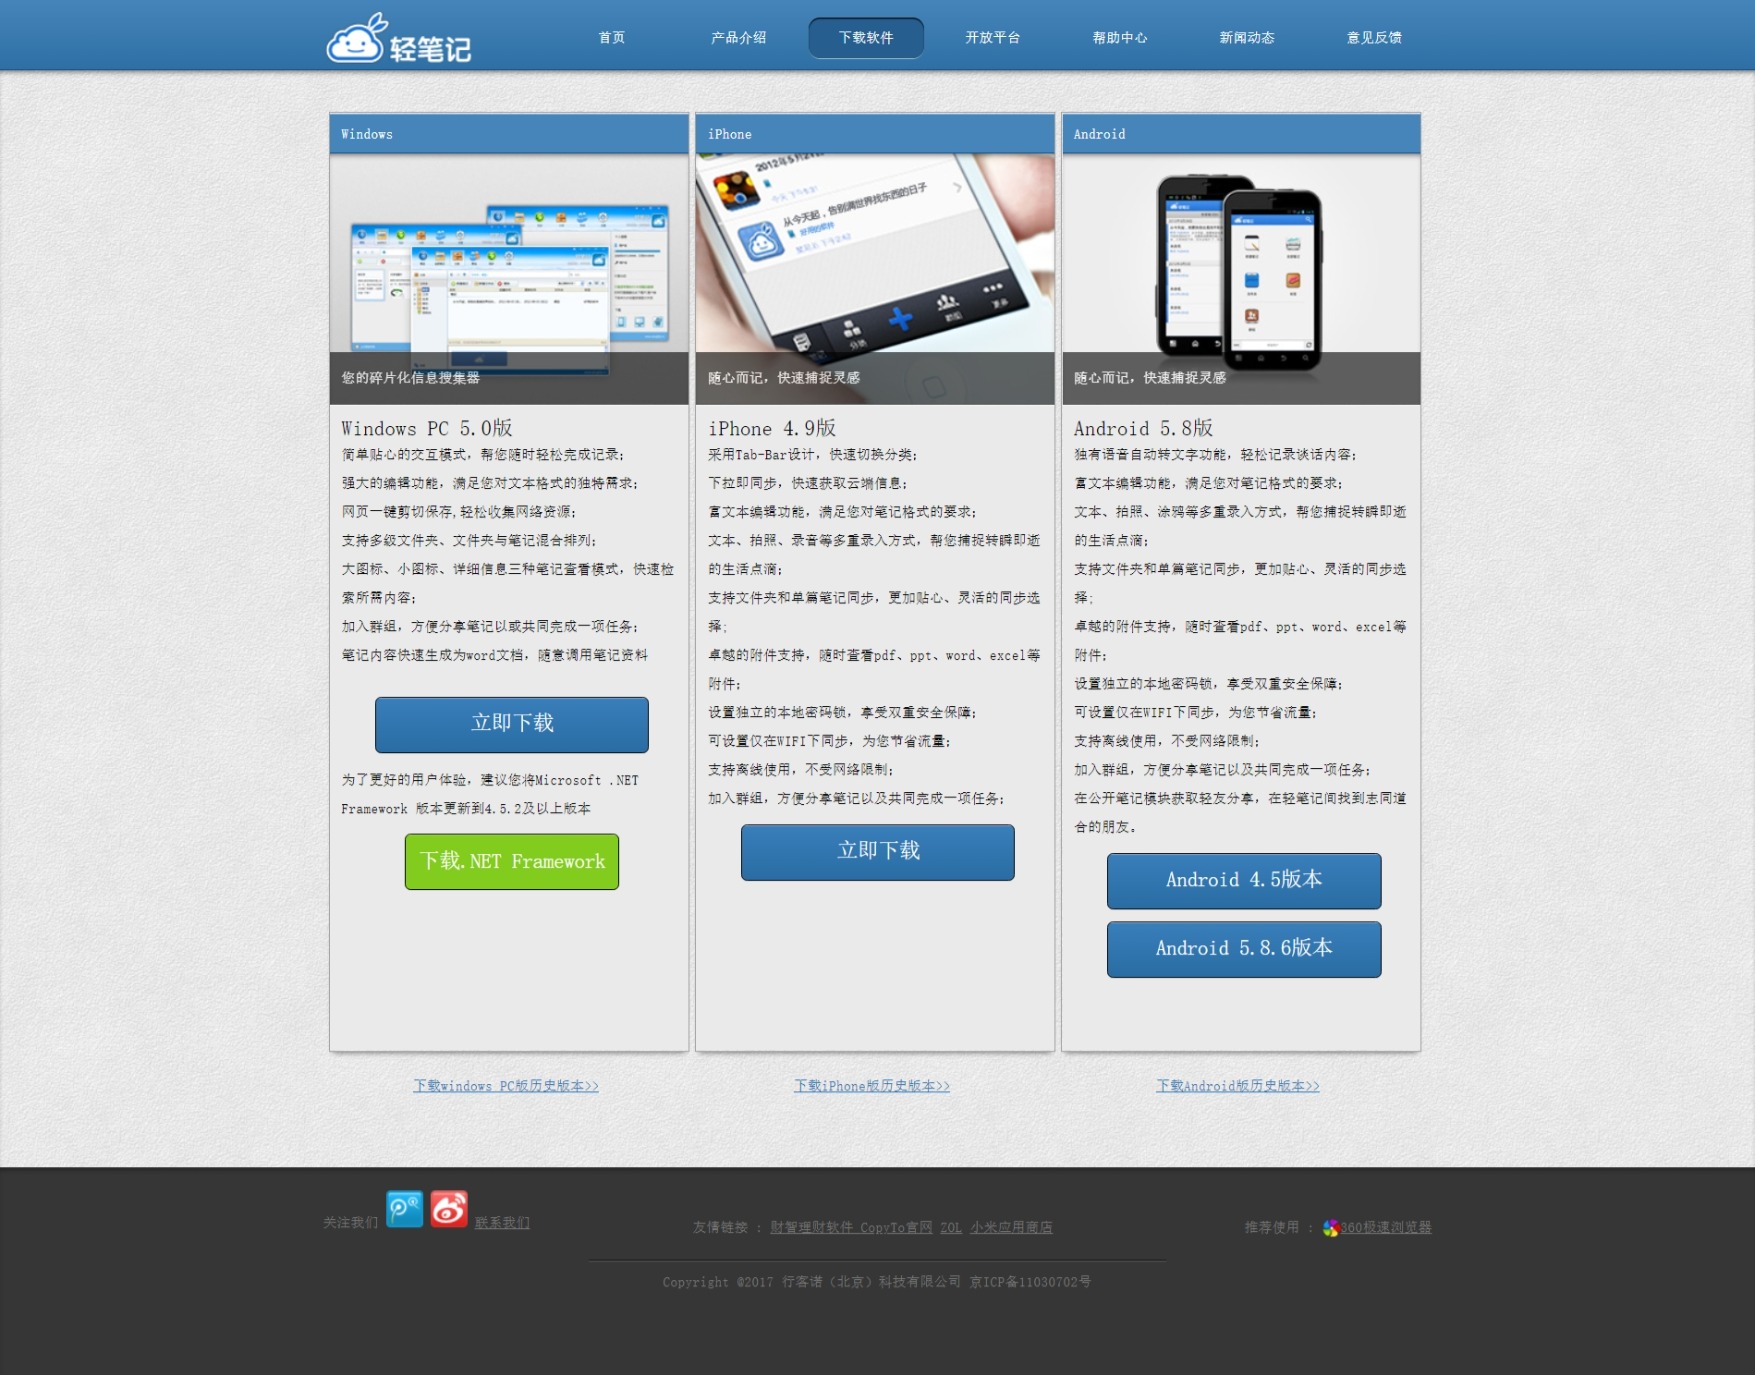 轻笔记
首页
产品介绍
下载软件
开放平台
帮助中心
新闻动态
意见反馈
Windows
您的碎片化信息搜集器
Windows PC 5.0版
简单贴心的交互模式，帮您随时轻松完成记录；
强大的编辑功能，满足您对文本格式的独特需求；
网页一键剪切保存,轻松收集网络资源；
支持多级文件夹、文件夹与笔记混合排列；
大图标、小图标、详细信息三种笔记查看模式，快速检
索所需内容；
加入群组，方便分享笔记以或共同完成一项任务；
笔记内容快速生成为word文档，随意调用笔记资料
立即下载
为了更好的用户体验，建议您将Microsoft .NET
Framework 版本更新到4.5.2及以上版本
下载.NET Framework
iPhone
2012年5月21
从今天起，告别满世界找东西的日子
好用的软件
分类
更多
随心而记，快速捕捉灵感
iPhone 4.9版
采用Tab-Bar设计，快速切换分类；
下拉即同步，快速获取云端信息；
富文本编辑功能，满足您对笔记格式的要求；
文本、拍照、录音等多重录入方式，帮您捕捉转瞬即逝
的生活点滴；
支持文件夹和单篇笔记同步，更加贴心、灵活的同步选
择；
卓越的附件支持，随时查看pdf、ppt、word、excel等
附件；
设置独立的本地密码锁，享受双重安全保障；
可设置仅在WIFI下同步，为您节省流量；
支持离线使用，不受网络限制；
加入群组，方便分享笔记以及共同完成一项任务；
立即下载
Android
随心而记，快速捕捉灵感
Android 5.8版
独有语音自动转文字功能，轻松记录谈话内容；
富文本编辑功能，满足您对笔记格式的要求；
文本、拍照、涂鸦等多重录入方式，帮您捕捉转瞬即逝
的生活点滴；
支持文件夹和单篇笔记同步，更加贴心、灵活的同步选
择；
卓越的附件支持，随时查看pdf、ppt、word、excel等
附件；
设置独立的本地密码锁，享受双重安全保障；
可设置仅在WIFI下同步，为您节省流量；
支持离线使用，不受网络限制；
加入群组，方便分享笔记以及共同完成一项任务；
在公开笔记模块获取轻友分享，在轻笔记间找到志同道
合的朋友。
Android 4.5版本
Android 5.8.6版本
下载windows PC版历史版本>>
下载iPhone版历史版本>>
下载Android版历史版本>>
关注我们
联系我们
友情链接 : 财智理财软件 CopyTo官网 ZOL 小米应用商店
推荐使用 : 360极速浏览器
Copyright @2017 行客诺（北京）科技有限公司 京ICP备11030702号